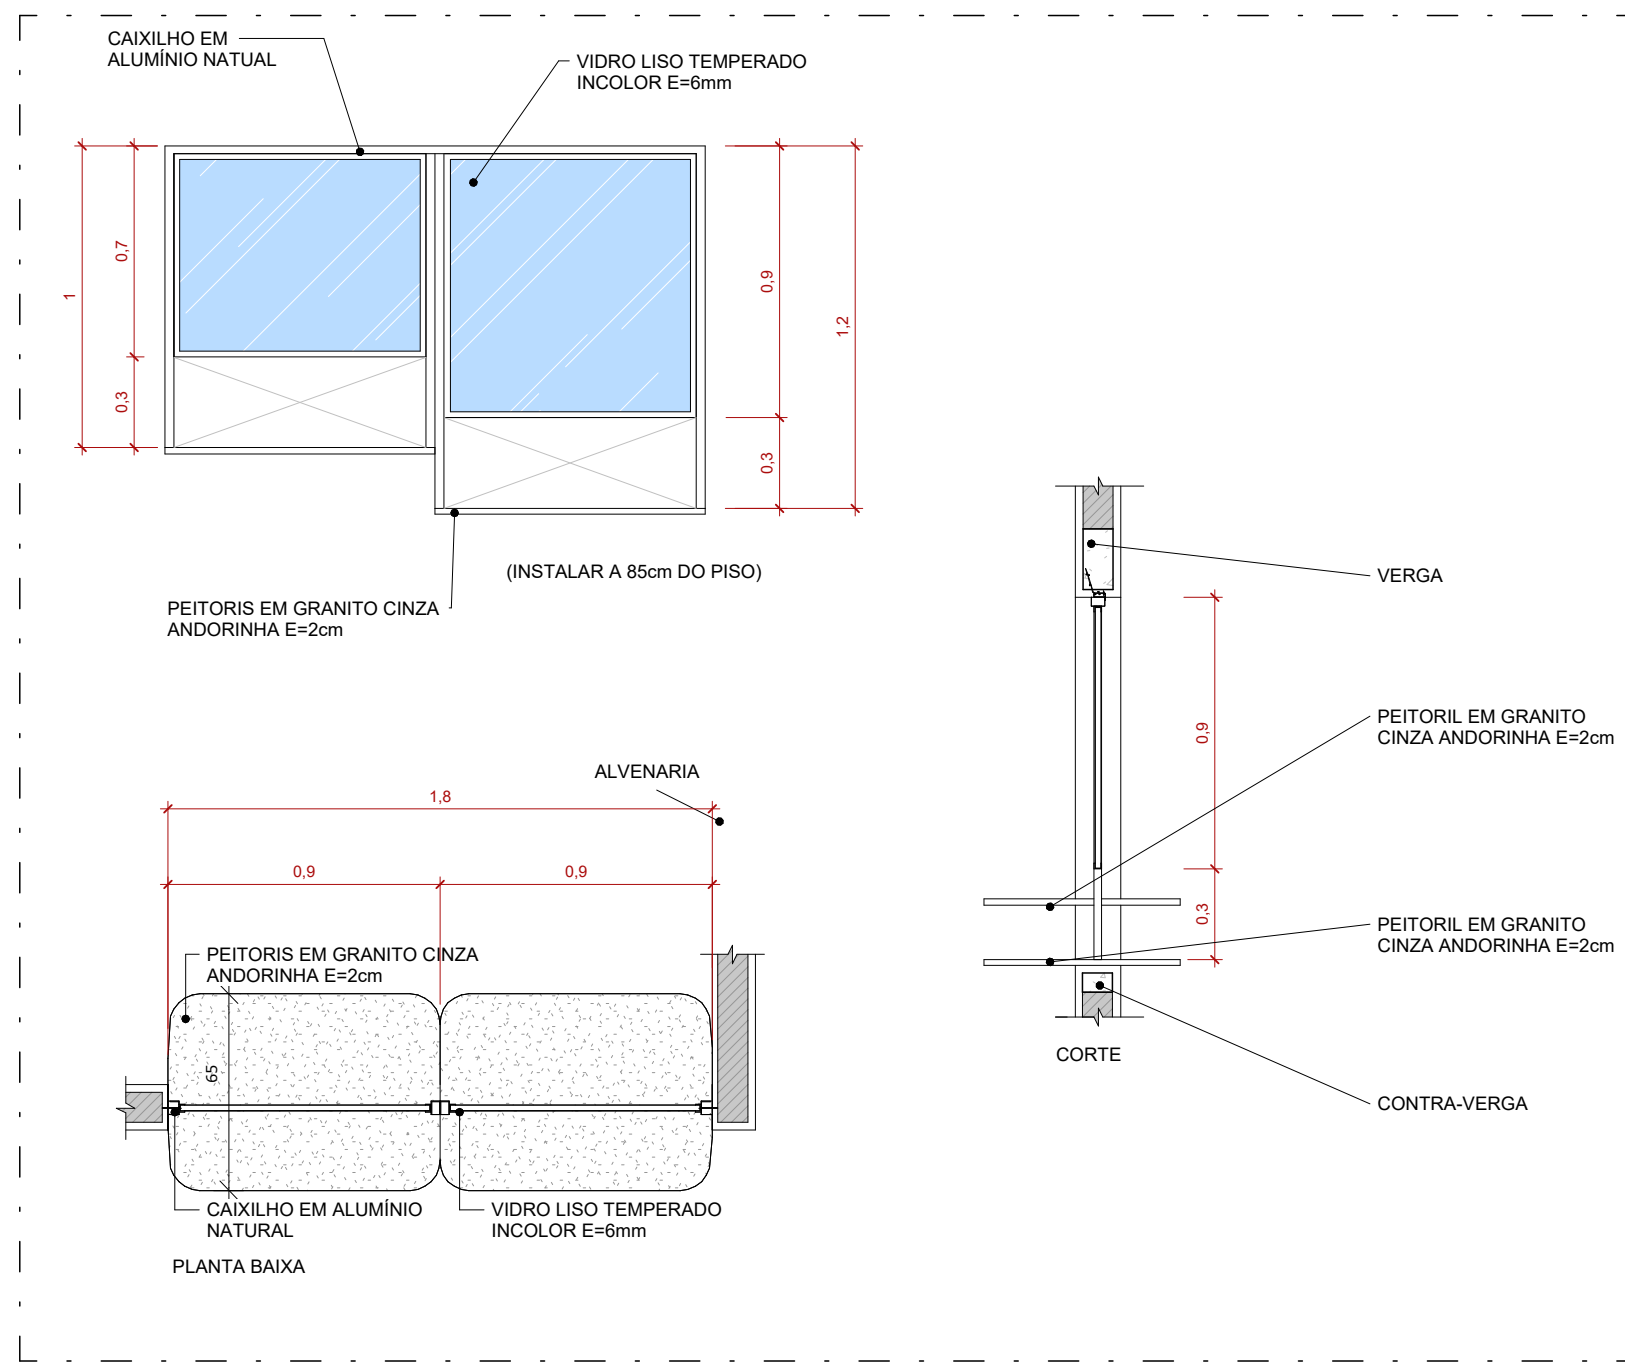 CAIXILHO EM
ALUMÍNIO NATUAL
VIDRO LISO TEMPERADO
INCOLOR E=6mm
1
0,7
0,3
0,9
0,3
1,2
(INSTALAR A 85cm DO PISO)
PEITORIS EM GRANITO CINZA
ANDORINHA E=2cm
VERGA
0,9
0,3
PEITORIL EM GRANITO
CINZA ANDORINHA E=2cm
PEITORIL EM GRANITO
CINZA ANDORINHA E=2cm
CORTE
CONTRA-VERGA
ALVENARIA
1,8
0,9
0,9
PEITORIS EM GRANITO CINZA
ANDORINHA E=2cm
65
CAIXILHO EM ALUMÍNIO
NATURAL
VIDRO LISO TEMPERADO
INCOLOR E=6mm
PLANTA BAIXA